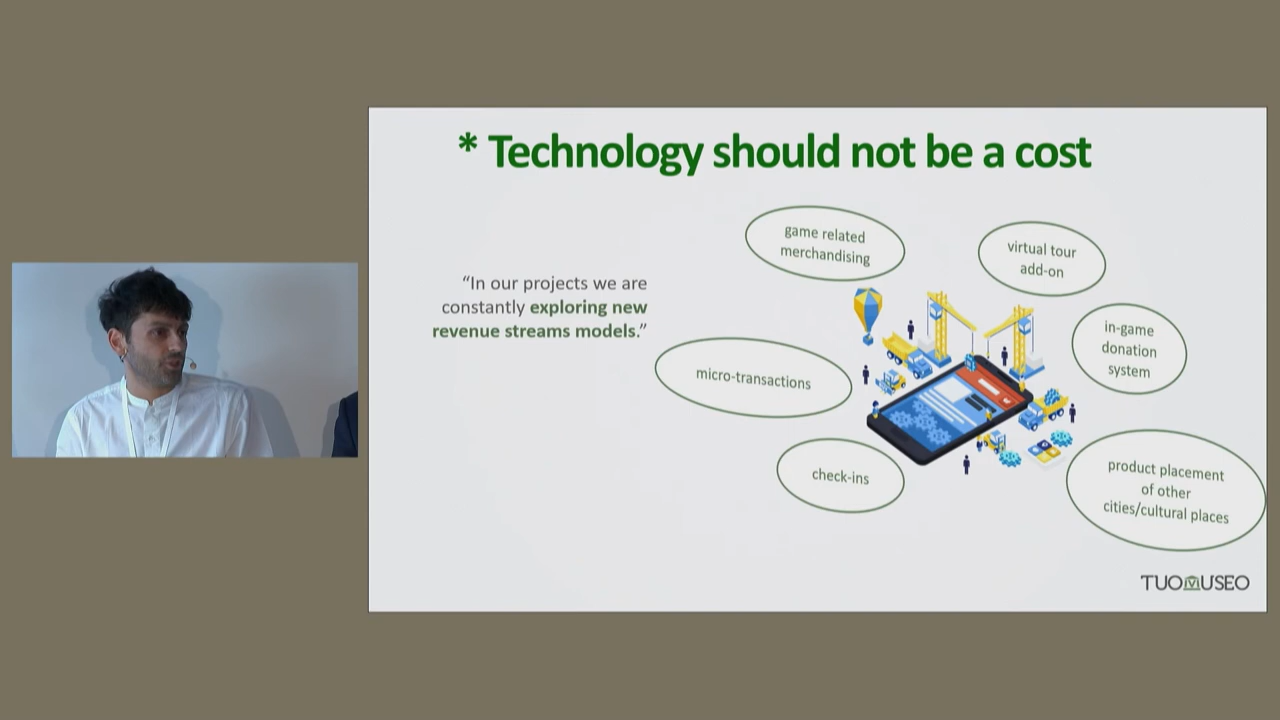 * Technology should not be a cost
"In our projects we are
constantly exploring new
revenue streams models."
game related
merchandising
virtual tour
add-on
in-game
donation
system
micro-transactions
check-ins
product placement
of other
cities/cultural places
TUOMUSEO